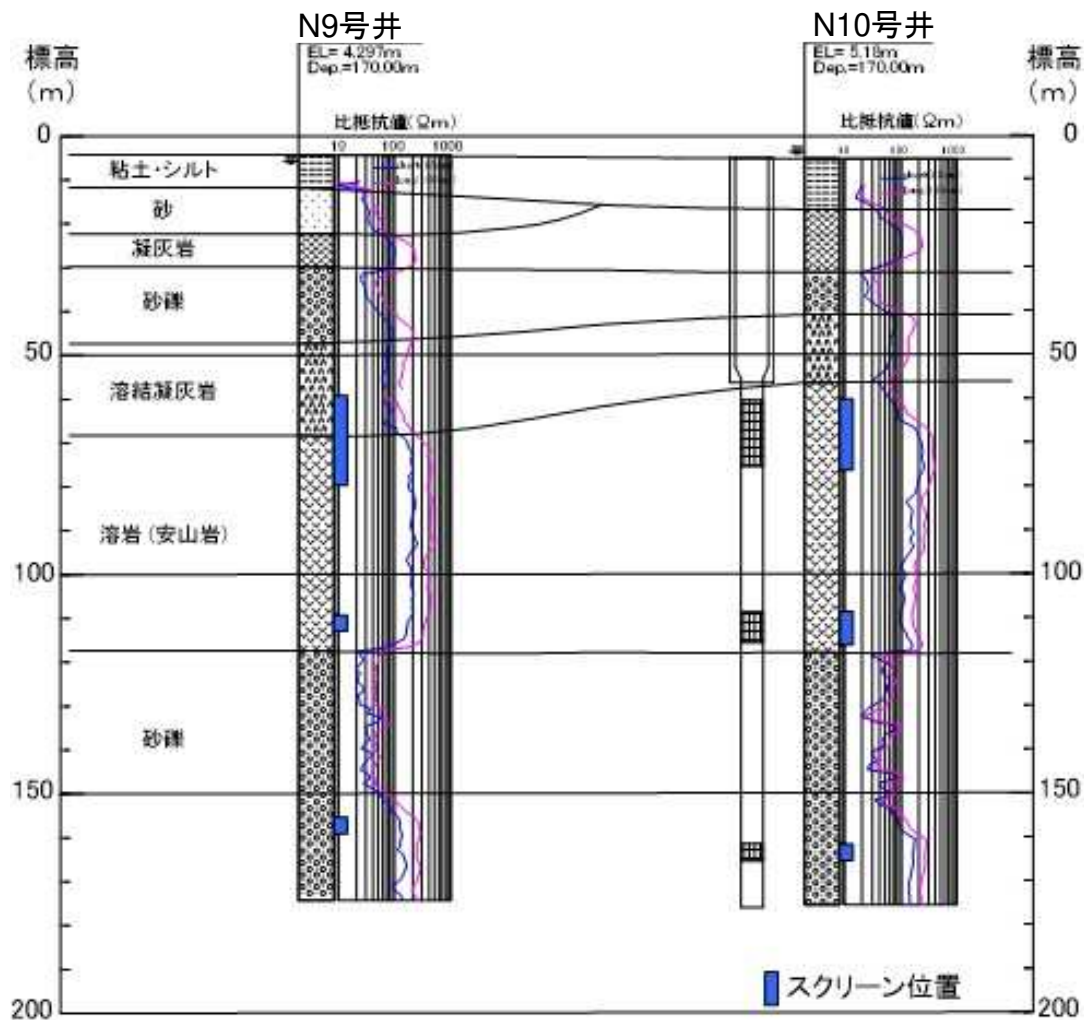 N9号井
EL= 4.297m
Dep.=170.00m
N10号井
EL= 5.18m
Dep.=170.00m
標高
(m)
標高
(m)
比抵抗値(Ωm)
10 100 1000
比抵抗値(Ωm)
10 100 1000
0
50
100
150
200
粘土・シルト
砂
凝灰岩
砂礫
溶結凝灰岩
溶岩(安山岩)
砂礫
0
50
100
150
200
スクリーン位置